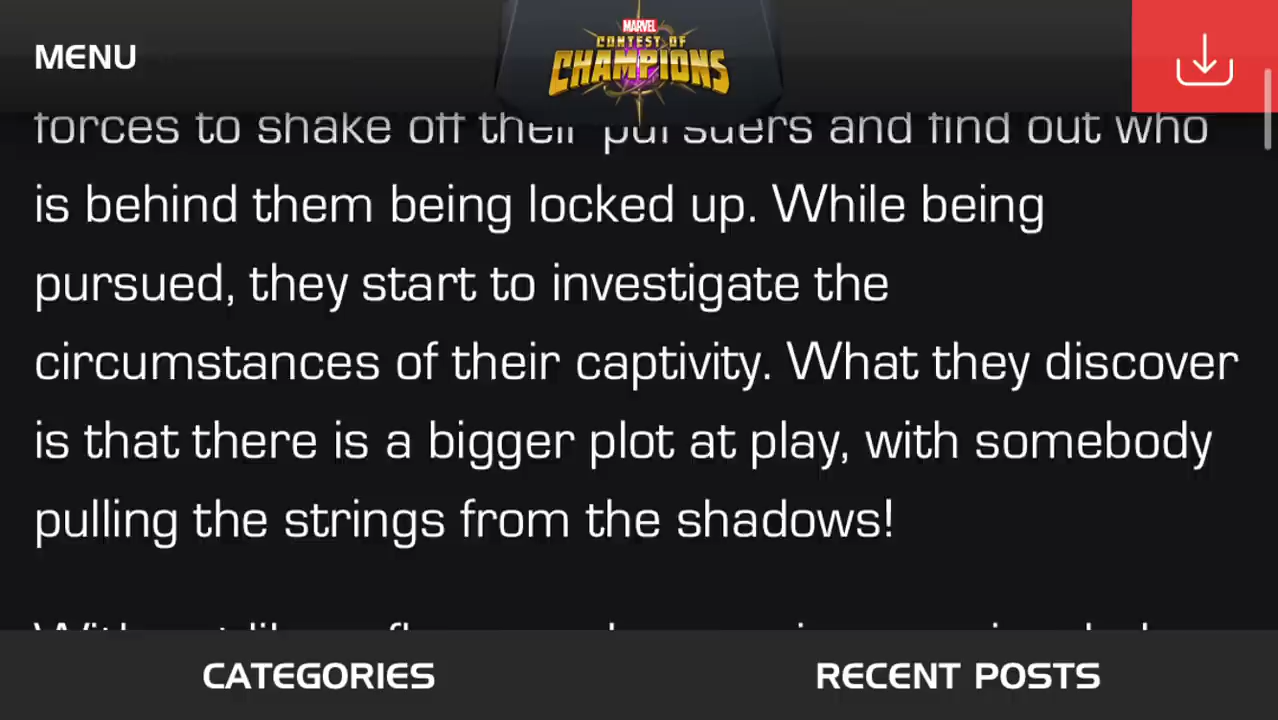 MENU
MARVEL
CONTEST OF
CHAMPIONS
forces to shake off their pursuers and find out who
is behind them being locked up. While being
pursued, they start to investigate the
circumstances of their captivity. What they discover
is that there is a bigger plot at play, with somebody
pulling the strings from the shadows!
CATEGORIES
RECENT POSTS